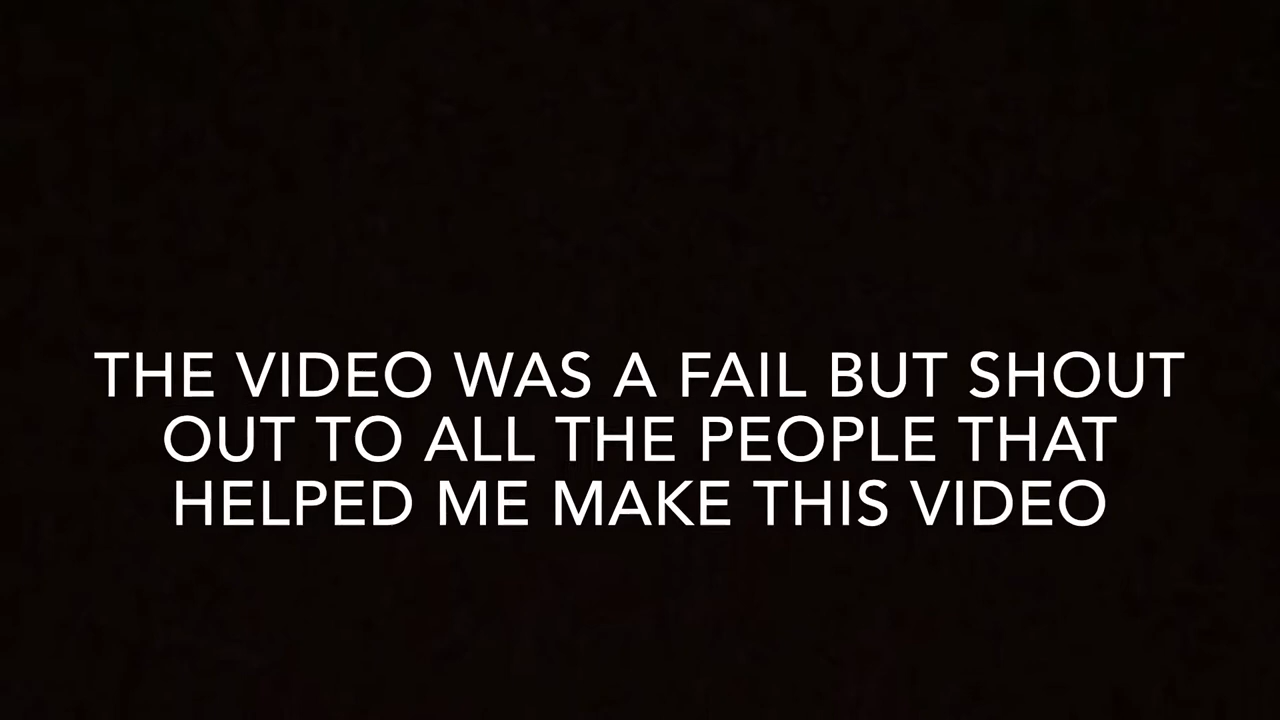 THE VIDEO WAS A FAIL BUT SHOUT
OUT TO ALL THE PEOPLE THAT
HELPED ME MAKE THIS VIDEO